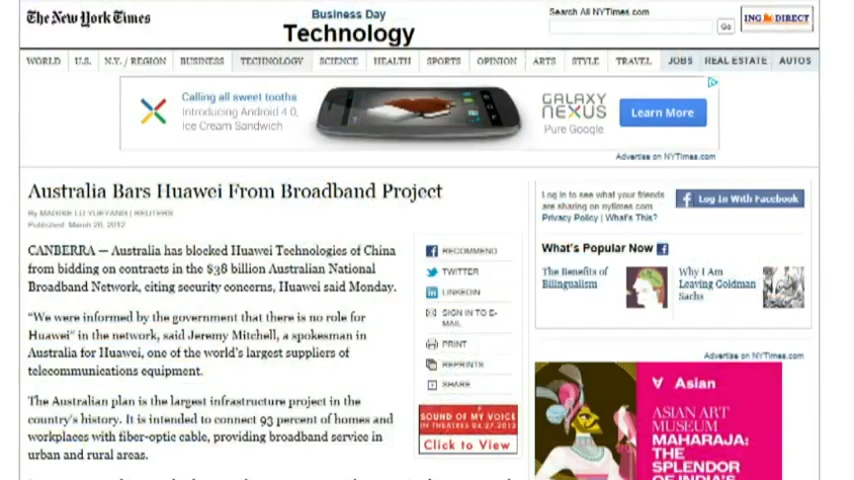 The New York Times
Business Day
Technology
Search All NYTimes.com
Go
ING DIRECT
WORLD U.S. N.Y. / REGION BUSINESS TECHNOLOGY SCIENCE HEALTH SPORTS OPINION ARTS STYLE TRAVEL JOBS REAL ESTATE AUTOS
Calling all sweet tooths
Introducing Android 4.0,
Ice Cream Sandwich
GALAXY
NEXUS
Pure Google
Learn More
Advertise on NYTimes.com
Australia Bars Huawei From Broadband Project
REUTERS
Published: March 26, 2012
CANBERRA — Australia has blocked Huawei Technologies of China
from bidding on contracts in the $38 billion Australian National
Broadband Network, citing security concerns, Huawei said Monday.
“We were informed by the government that there is no role for
Huawei” in the network, said Jeremy Mitchell, a spokesman in
Australia for Huawei, one of the world's largest suppliers of
telecommunications equipment.
The Australian plan is the largest infrastructure project in the
country's history. It is intended to connect 93 percent of homes and
workplaces with fiber-optic cable, providing broadband service in
urban and rural areas.
RECOMMEND
TWITTER
LINKEDIN
SIGN IN TO E-
MAIL
PRINT
REPRINTS
SHARE
SOUND OF MY VOICE
IN THEATRES 04.27.2012
Click to View
Log in to see what your friends
are sharing on nytimes.com
Privacy Policy | What's This?
Log In With Facebook
What's Popular Now
The Benefits of
Bilingualism
Why I Am
Leaving Goldman
Sachs
Advertise on NYTimes.com
Asian
ASIAN ART
MUSEUM
MAHARAJA:
THE
SPLENDOR
OF INDIA'S